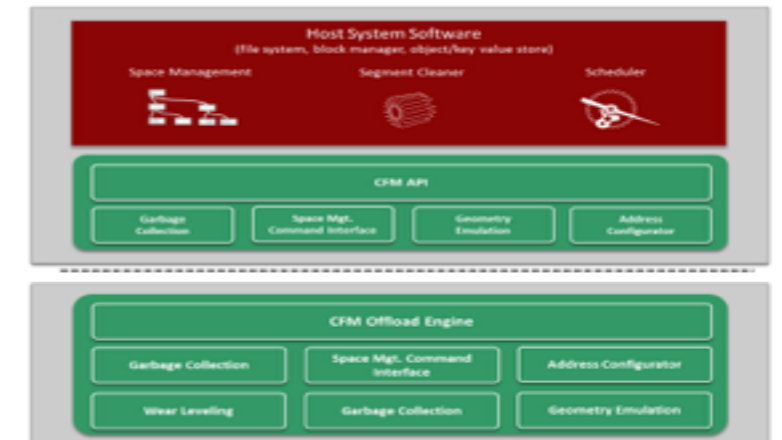 Host System Software
(file system, block manager, object/key value store)
Space Management Segment Cleaner Scheduler
CFM API
Garbage
Collection
Space Mgt.
Command Interface
Geometry
Emulation
Address
Configurator
CFM Offload Engine
Garbage Collection
Space Mgt. Command
Interface
Address Configurator
Wear Leveling
Garbage Collection
Geometry Emulation